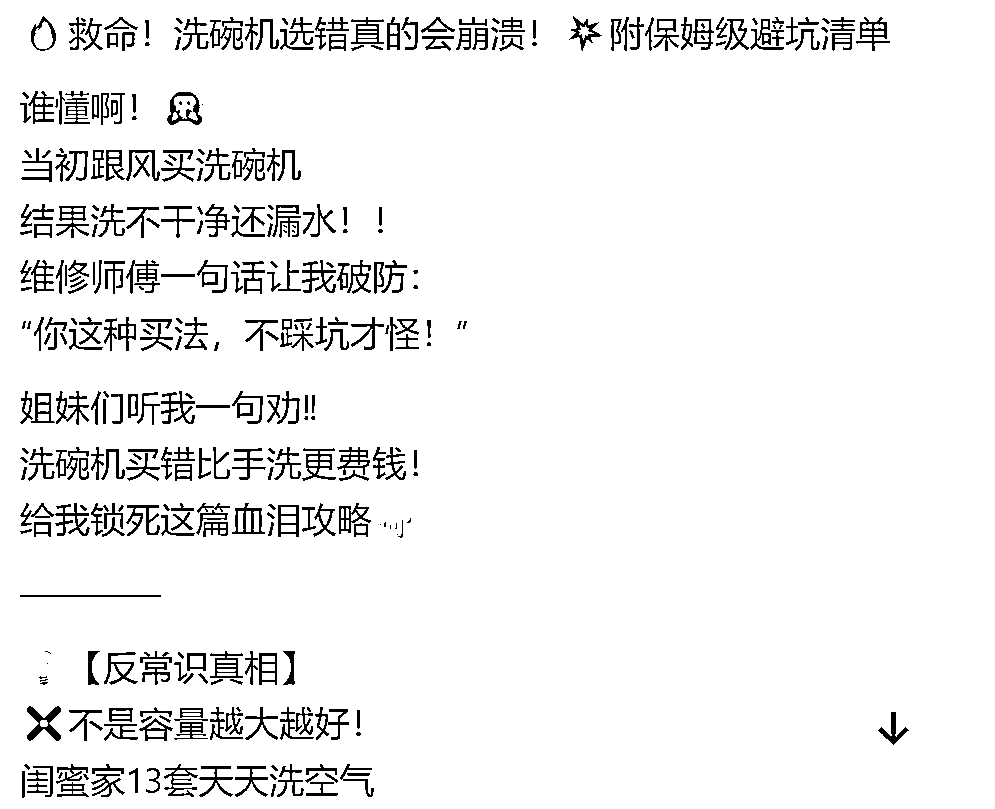 🔥救命！洗碗机选错真的会崩溃！💥附保姆级避坑清单
谁懂啊！😭
当初跟风买洗碗机
结果洗不干净还漏水！！
维修师傅一句话让我破防：
“你这种买法，不踩坑才怪！”
姐妹们听我一句劝‼
洗碗机买错比手洗更费钱！
给我锁死这篇血泪攻略👇
————
💡【反常识真相】
❌不是容量越大越好！
闺蜜家13套天天洗空气